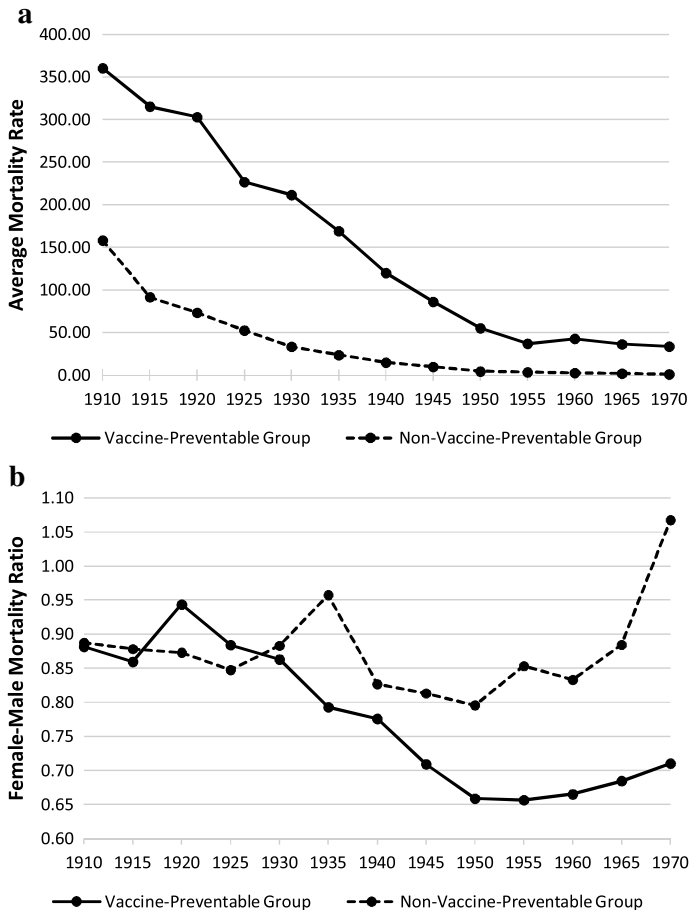 a
400.00
350.00
300.00
250.00
200.00
150.00
100.00
50.00
0.00
Average Mortality Rate
1910 1915 1920 1925 1930 1935 1940 1945 1950 1955 1960 1965 1970
Vaccine-Preventable Group Non-Vaccine-Preventable Group
b
1.10
1.05
1.00
0.95
0.90
0.85
0.80
0.75
0.70
0.65
0.60
Female-Male Mortality Ratio
1910 1915 1920 1925 1930 1935 1940 1945 1950 1955 1960 1965 1970
Vaccine-Preventable Group Non-Vaccine-Preventable Group